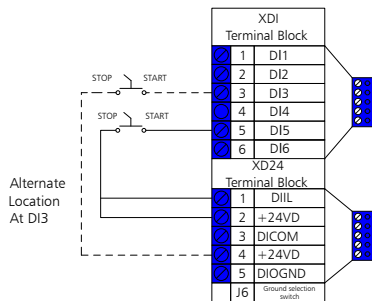 XDI
Terminal Block
1 DI1
2 DI2
STOP START
3 DI3
4 DI4
STOP START
5 DI5
6 DI6
XD24
Terminal Block
Alternate
Location
At DI3
1 DIIL
2 +24VD
3 DICOM
4 +24VD
5 DIOGND
J6 Ground selection
switch